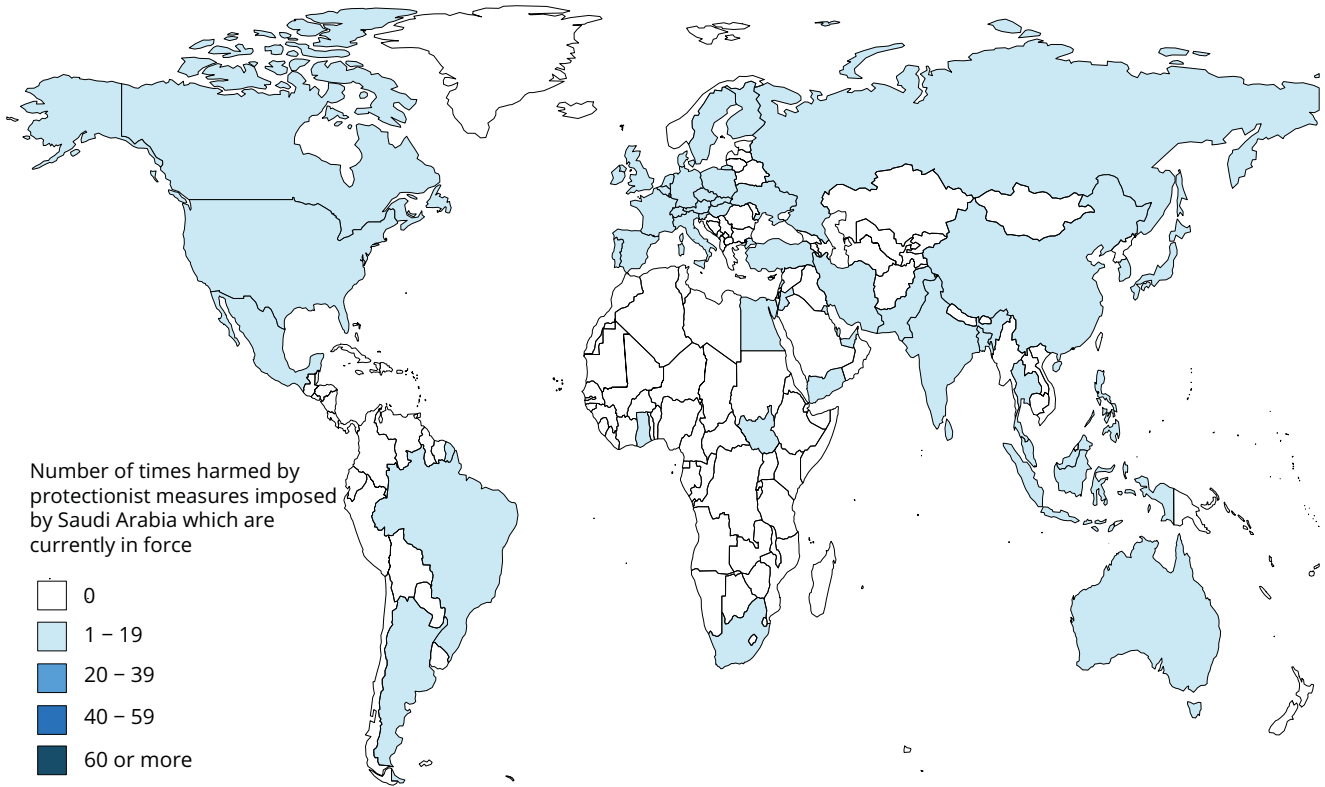 Number of times harmed by
protectionist measures imposed
by Saudi Arabia which are
currently in force
0
1 – 19
20 – 39
40 – 59
60 or more